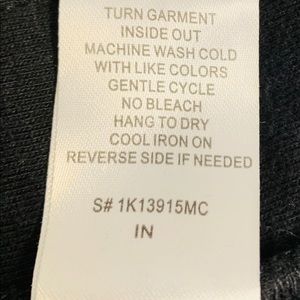 TURN GARMENT
INSIDE OUT
MACHINE WASH COLD
WITH LIKE COLORS
GENTLE CYCLE
NO BLEACH
HANG TO DRY
COOL IRON ON
REVERSE SIDE IF NEEDED
S# 1K13915MC
IN